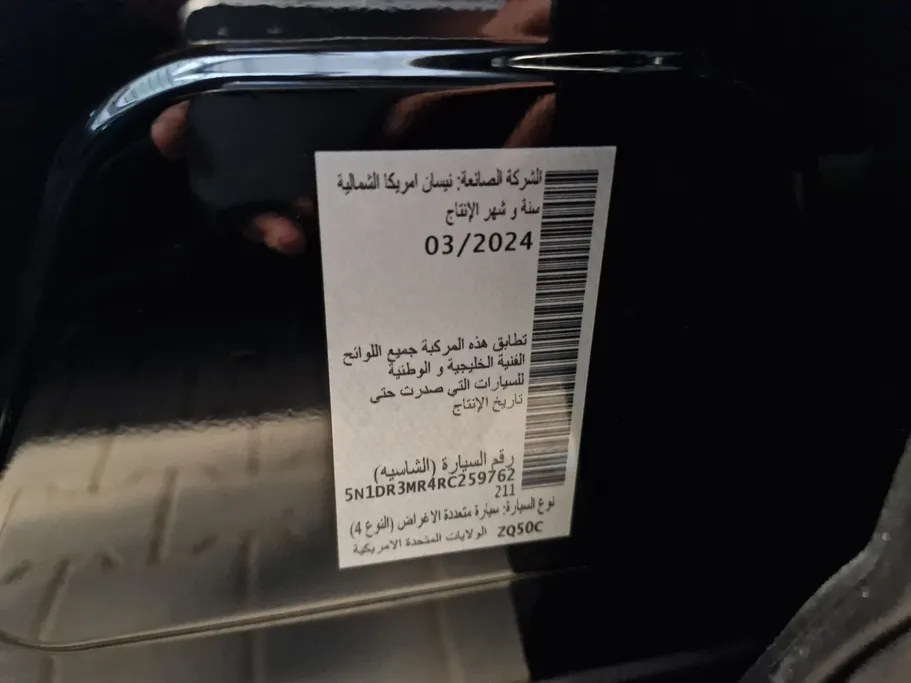 الشركة الصانعة: نيسان امريكا الشمالية
سنة و شهر الإنتاج
03/2024
تطابق هذه المركبة جميع اللوائح
الفنية الخليجية و الوطنية
للسيارات التي صدرت حتى
تاريخ الإنتاج
رقم السيارة (الشاسيه)
5N1DR3MR4RC259762
211
نوع السيارة: سيارة متعددة الاغراض (النوع 4)
ZQ50C الولايات المتحدة الامريكية